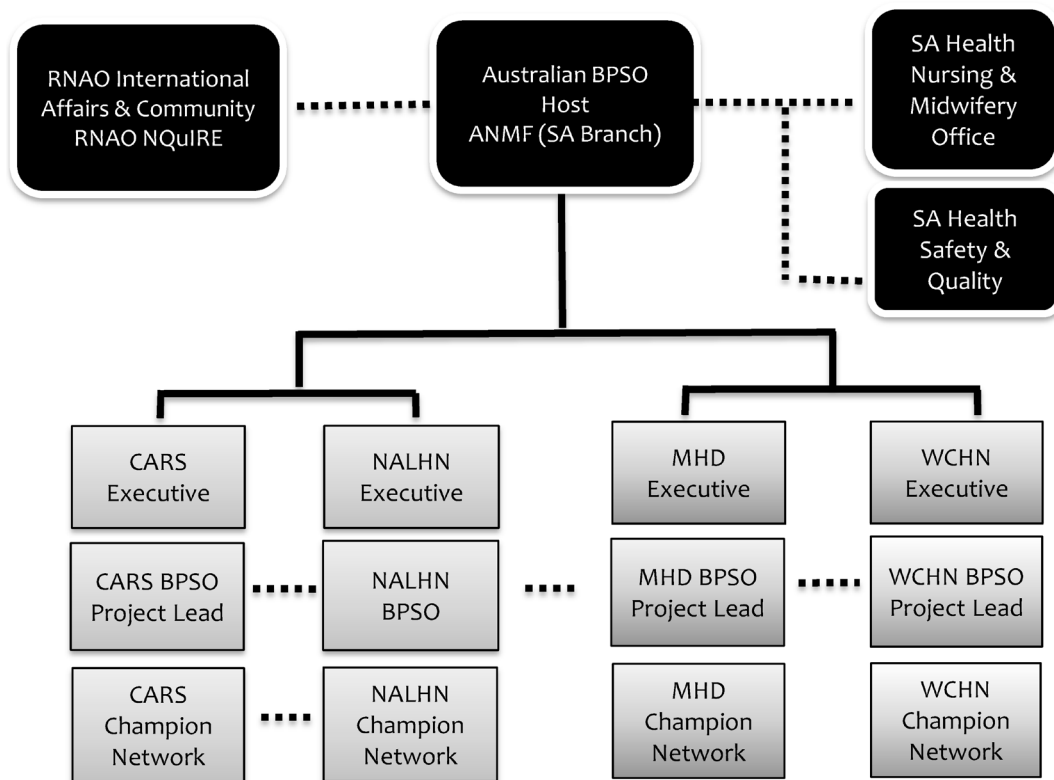 RNAO International
Affairs & Community
RNAO NQuIRE
Australian BPSO
Host
ANMF (SA Branch)
SA Health
Nursing &
Midwifery
Office
SA Health
Safety &
Quality
CARS
Executive
NALHN
Executive
MHD
Executive
WCHN
Executive
CARS BPSO
Project Lead
NALHN
BPSO
MHD BPSO
Project Lead
WCHN BPSO
Project Lead
CARS
Champion
Network
NALHN
Champion
Network
MHD
Champion
Network
WCHN
Champion
Network